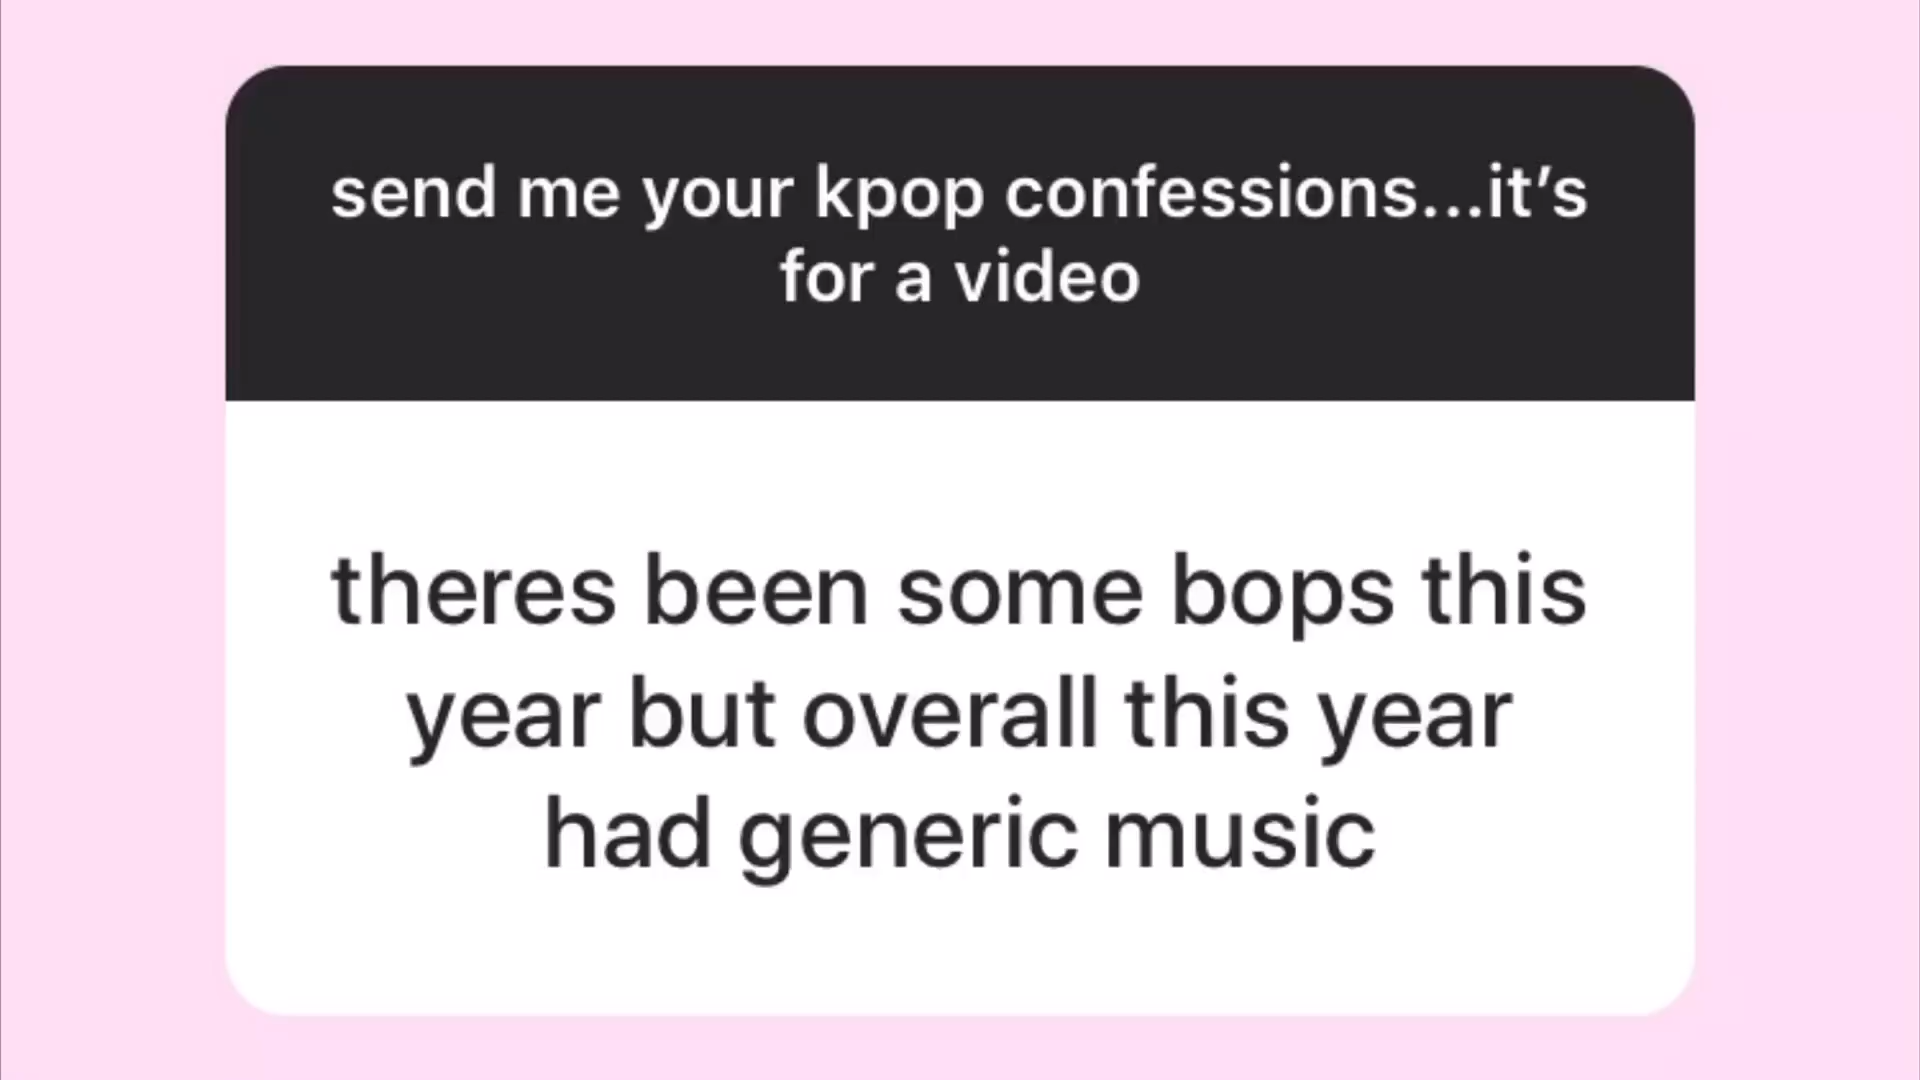 send me your kpop confessions...it’s
for a video
theres been some bops this
year but overall this year
had generic music